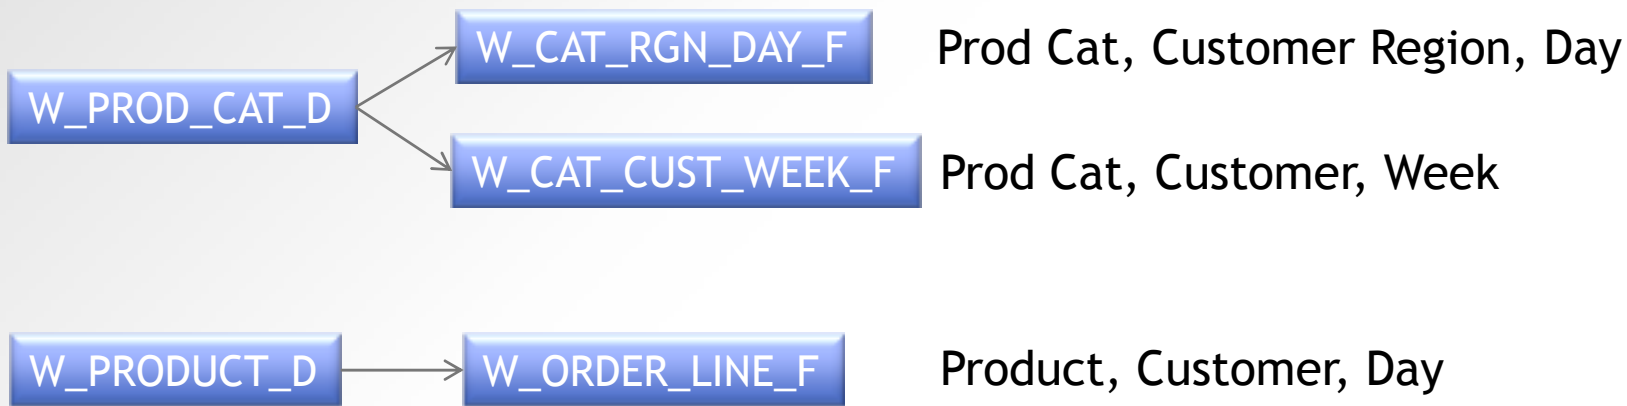 W_CAT_RGN_DAY_F Prod Cat, Customer Region, Day
W_PROD_CAT_D
W_CAT_CUST_WEEK_F Prod Cat, Customer, Week
W_PRODUCT_D W_ORDER_LINE_F Product, Customer, Day